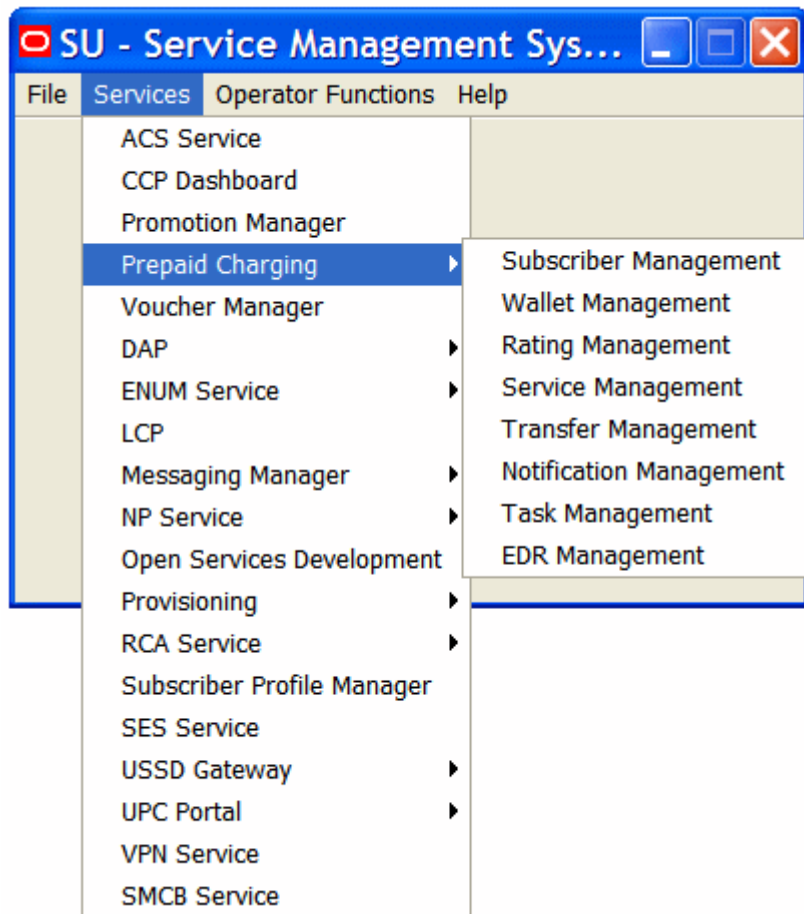 SU - Service Management Sys...
File Services Operator Functions Help
ACS Service
CCP Dashboard
Promotion Manager
Prepaid Charging
Voucher Manager
DAP
ENUM Service
LCP
Messaging Manager
NP Service
Open Services Development
Provisioning
RCA Service
Subscriber Profile Manager
SES Service
USSD Gateway
UPC Portal
VPN Service
SMCB Service
Subscriber Management
Wallet Management
Rating Management
Service Management
Transfer Management
Notification Management
Task Management
EDR Management